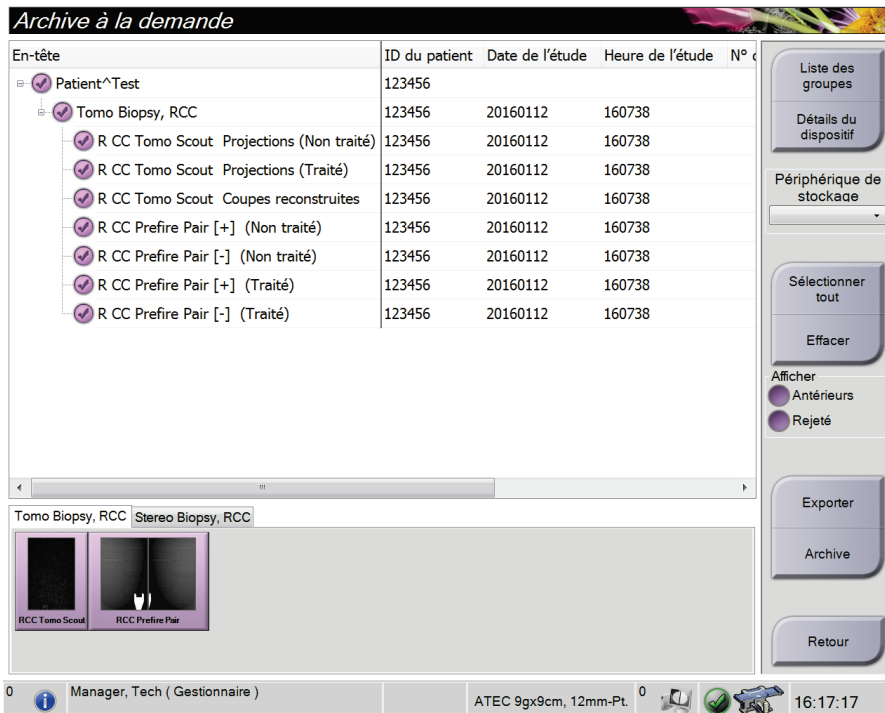 Archive à la demande
En-tête ID du patient Date de l'étude Heure de l'étude N°
Patient^Test 123456
Tomo Biopsy, RCC 123456 20160112 160738
R CC Tomo Scout Projections (Non traité) 123456 20160112 160738
R CC Tomo Scout Projections (Traité) 123456 20160112 160738
R CC Tomo Scout Coupes reconstruites 123456 20160112 160738
R CC Prefire Pair [+] (Non traité) 123456 20160112 160738
R CC Prefire Pair [-] (Non traité) 123456 20160112 160738
R CC Prefire Pair [+] (Traité) 123456 20160112 160738
R CC Prefire Pair [-] (Traité) 123456 20160112 160738
Liste des
groupes
Détails du
dispositif
Périphérique de
stockage
Sélectionner
tout
Effacer
Afficher
Antérieurs
Rejeté
Exporter
Archive
Retour
Tomo Biopsy, RCC Stereo Biopsy, RCC
RCC Tomo Scout RCC Prefire Pair
0 Manager, Tech ( Gestionnaire ) ATEC 9gx9cm, 12mm-Pt. 0 16:17:17